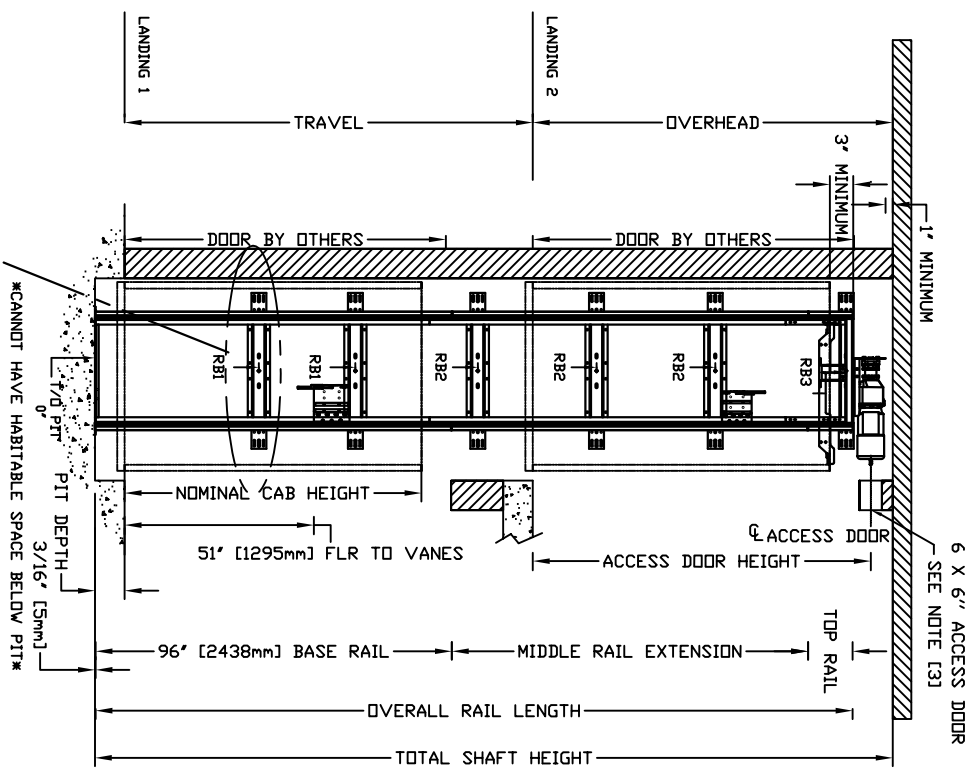 LANDING 1
LANDING 2
TRAVEL
OVERHEAD
3" MINIMUM
1" MINIMUM
DOOR BY OTHERS
DOOR BY OTHERS
RB1
RB1
RB2
RB2
RB2
RB3
T/O PIT
0"
PIT DEPTH
3/16" [5mm]
*CANNOT HAVE HABITABLE SPACE BELOW PIT*
NOMINAL CAB HEIGHT
51" [1295mm] FLR TO VANES
℄ ACCESS DOOR
ACCESS DOOR HEIGHT
6 X 6" ACCESS DOOR
SEE NOTE [3]
96" [2438mm] BASE RAIL
MIDDLE RAIL EXTENSION
TOP RAIL
OVERALL RAIL LENGTH
TOTAL SHAFT HEIGHT